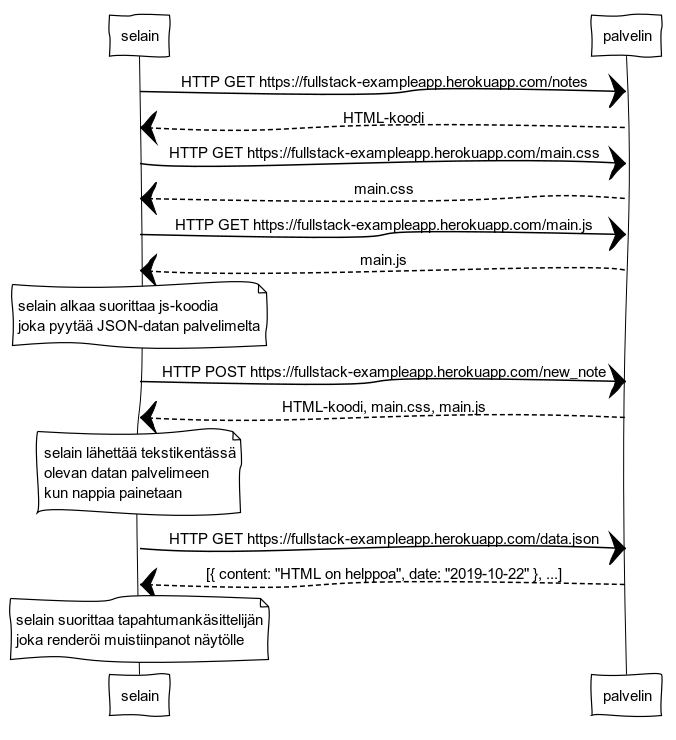 selain
palvelin
HTTP GET https://fullstack-exampleapp.herokuapp.com/notes
HTML-koodi
HTTP GET https://fullstack-exampleapp.herokuapp.com/main.css
main.css
HTTP GET https://fullstack-exampleapp.herokuapp.com/main.js
main.js
selain alkaa suorittaa js-koodia
joka pyytää JSON-datan palvelimelta
HTTP POST https://fullstack-exampleapp.herokuapp.com/new_note
HTML-koodi, main.css, main.js
selain lähettää tekstikentässä
olevan datan palvelimeen
kun nappia painetaan
HTTP GET https://fullstack-exampleapp.herokuapp.com/data.json
[{ content: "HTML on helppoa", date: "2019-10-22" }, ...]
selain suorittaa tapahtumankäsittelijän
joka renderöi muistiinpanot näytölle
selain
palvelin